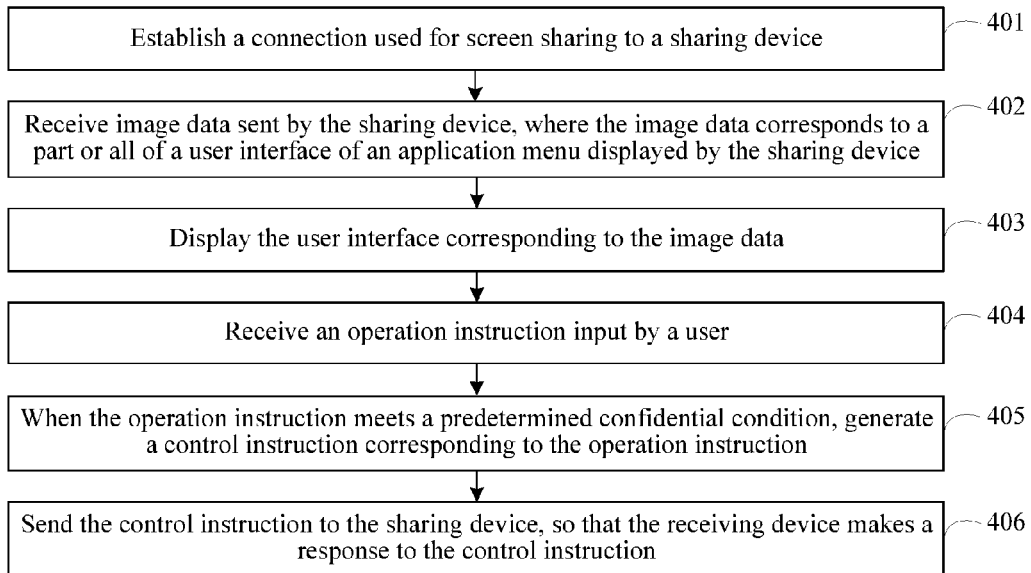 Establish a connection used for screen sharing to a sharing device
401
Receive image data sent by the sharing device, where the image data corresponds to a
part or all of a user interface of an application menu displayed by the sharing device
402
Display the user interface corresponding to the image data
403
Receive an operation instruction input by a user
404
When the operation instruction meets a predetermined confidential condition, generate
a control instruction corresponding to the operation instruction
405
Send the control instruction to the sharing device, so that the receiving device makes a
response to the control instruction
406